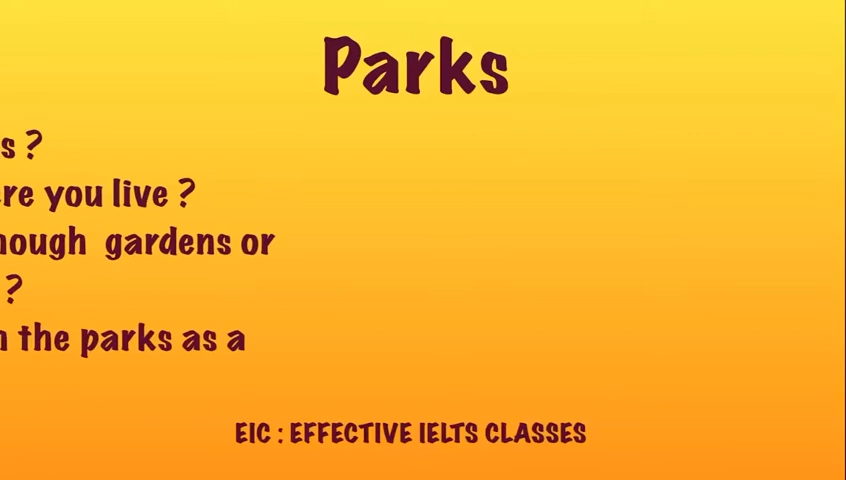 Parks
s ?
re you live ?
nough gardens or
?
n the parks as a
EIC : EFFECTIVE IELTS CLASSES